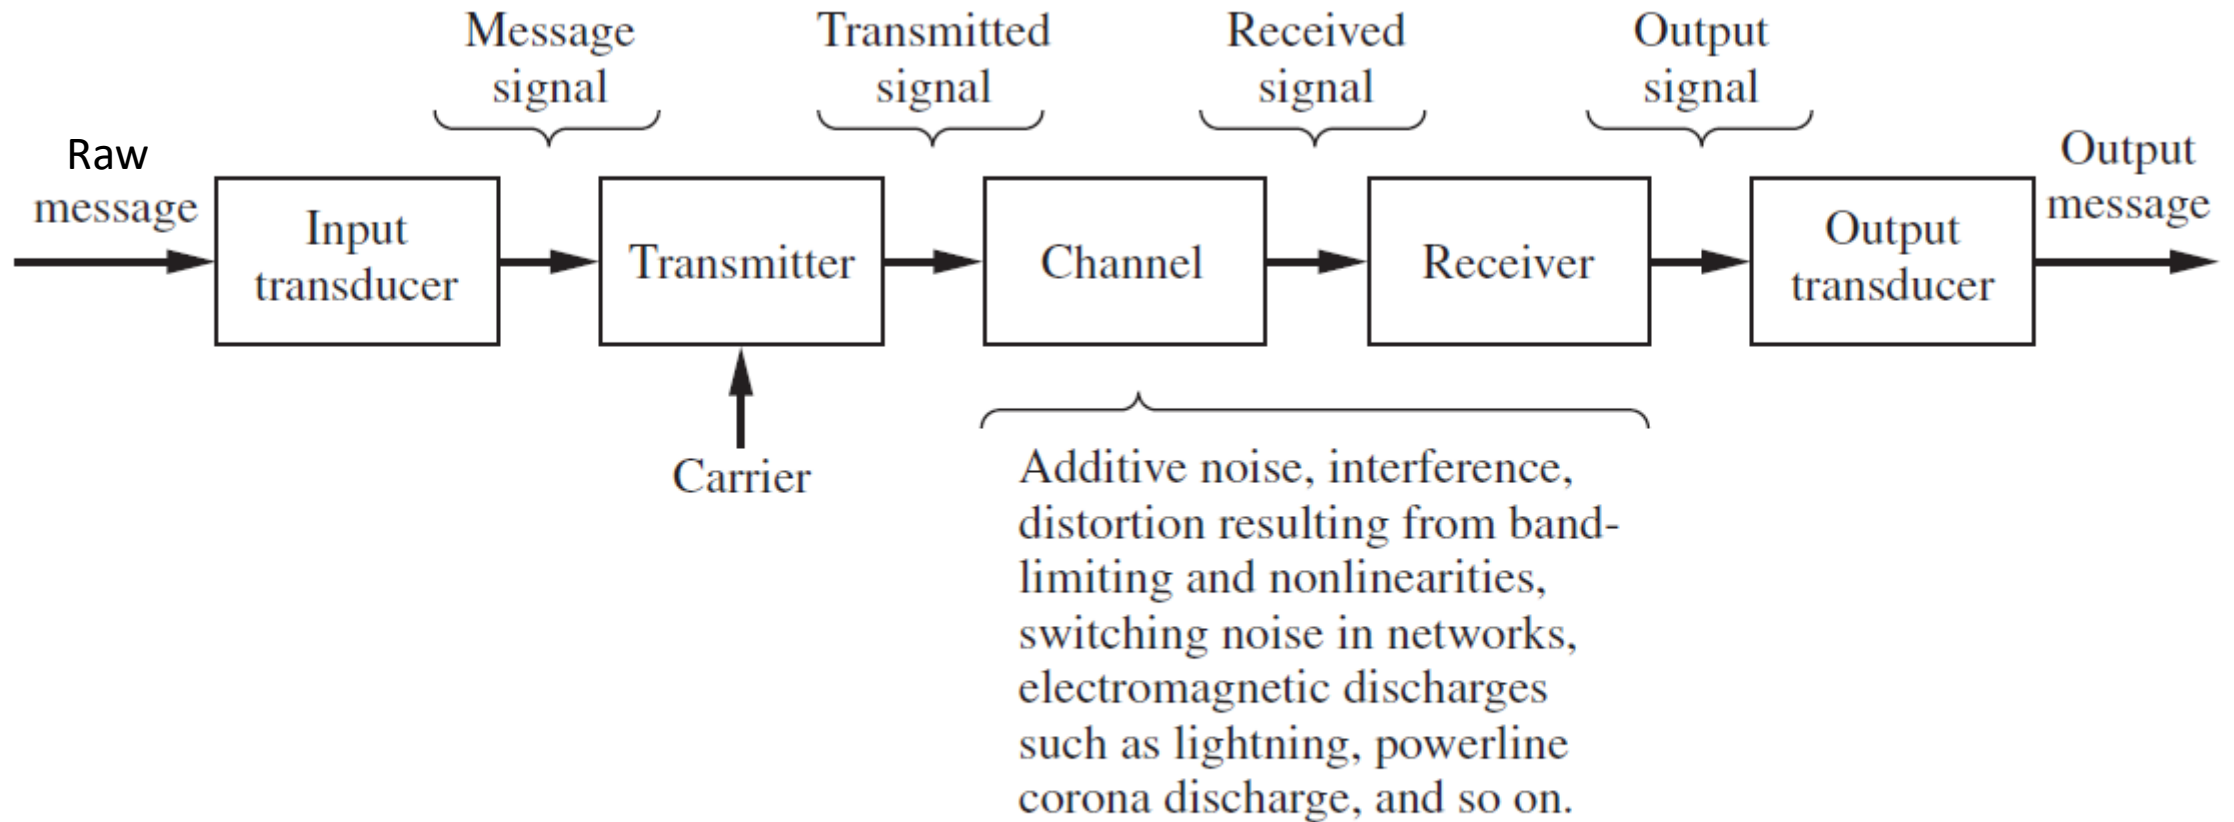 Message
signal
Transmitted
signal
Received
signal
Output
signal
Raw
message
Input
transducer
Transmitter
Channel
Receiver
Output
transducer
Output
message
Carrier
Additive noise, interference,
distortion resulting from band-
limiting and nonlinearities,
switching noise in networks,
electromagnetic discharges
such as lightning, powerline
corona discharge, and so on.